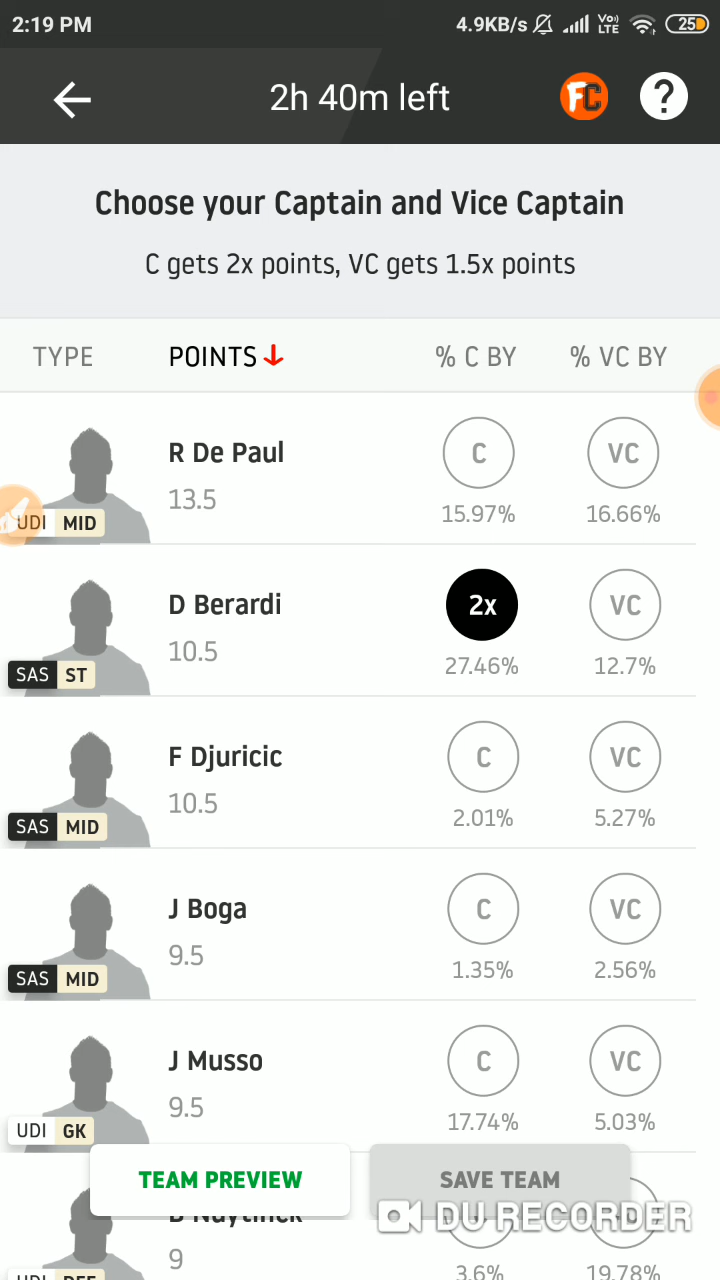 2:19 PM 4.9KB/s Vo)) LTE 25
2h 40m left FC ?
Choose your Captain and Vice Captain
C gets 2x points, VC gets 1.5x points
TYPE POINTS % C BY % VC BY
R De Paul C VC
13.5 15.97% 16.66%
UDI MID
D Berardi 2x VC
10.5 27.46% 12.7%
SAS ST
F Djuricic C VC
10.5 2.01% 5.27%
SAS MID
J Boga C VC
9.5 1.35% 2.56%
SAS MID
J Musso C VC
9.5 17.74% 5.03%
UDI GK
TEAM PREVIEW SAVE TEAM
DU RECORDER
9 3.6% 19.78%
UDI DEF